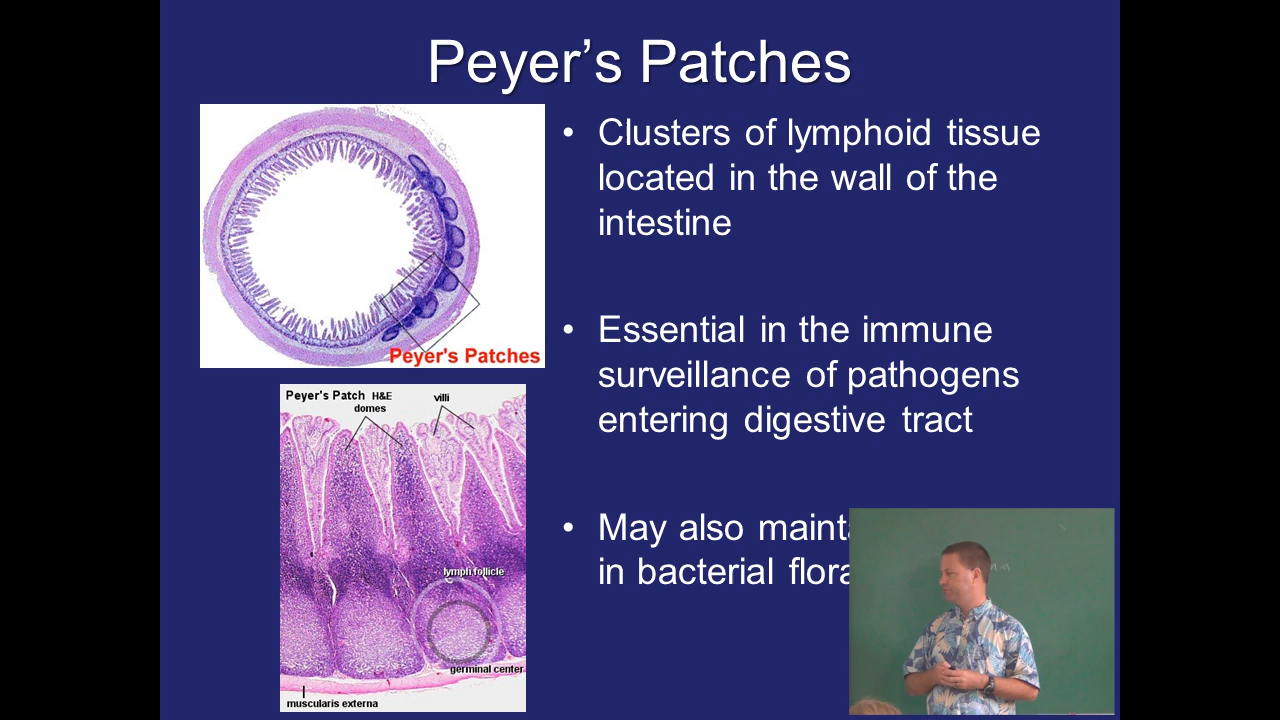 Peyer's Patches
Peyer's Patches
• Clusters of lymphoid tissue
located in the wall of the
intestine
• Essential in the immune
surveillance of pathogens
entering digestive tract
• May also
in bacterial
Peyer's Patch H&E
domes
villi
lymph follicle
germinal center
muscularis externa